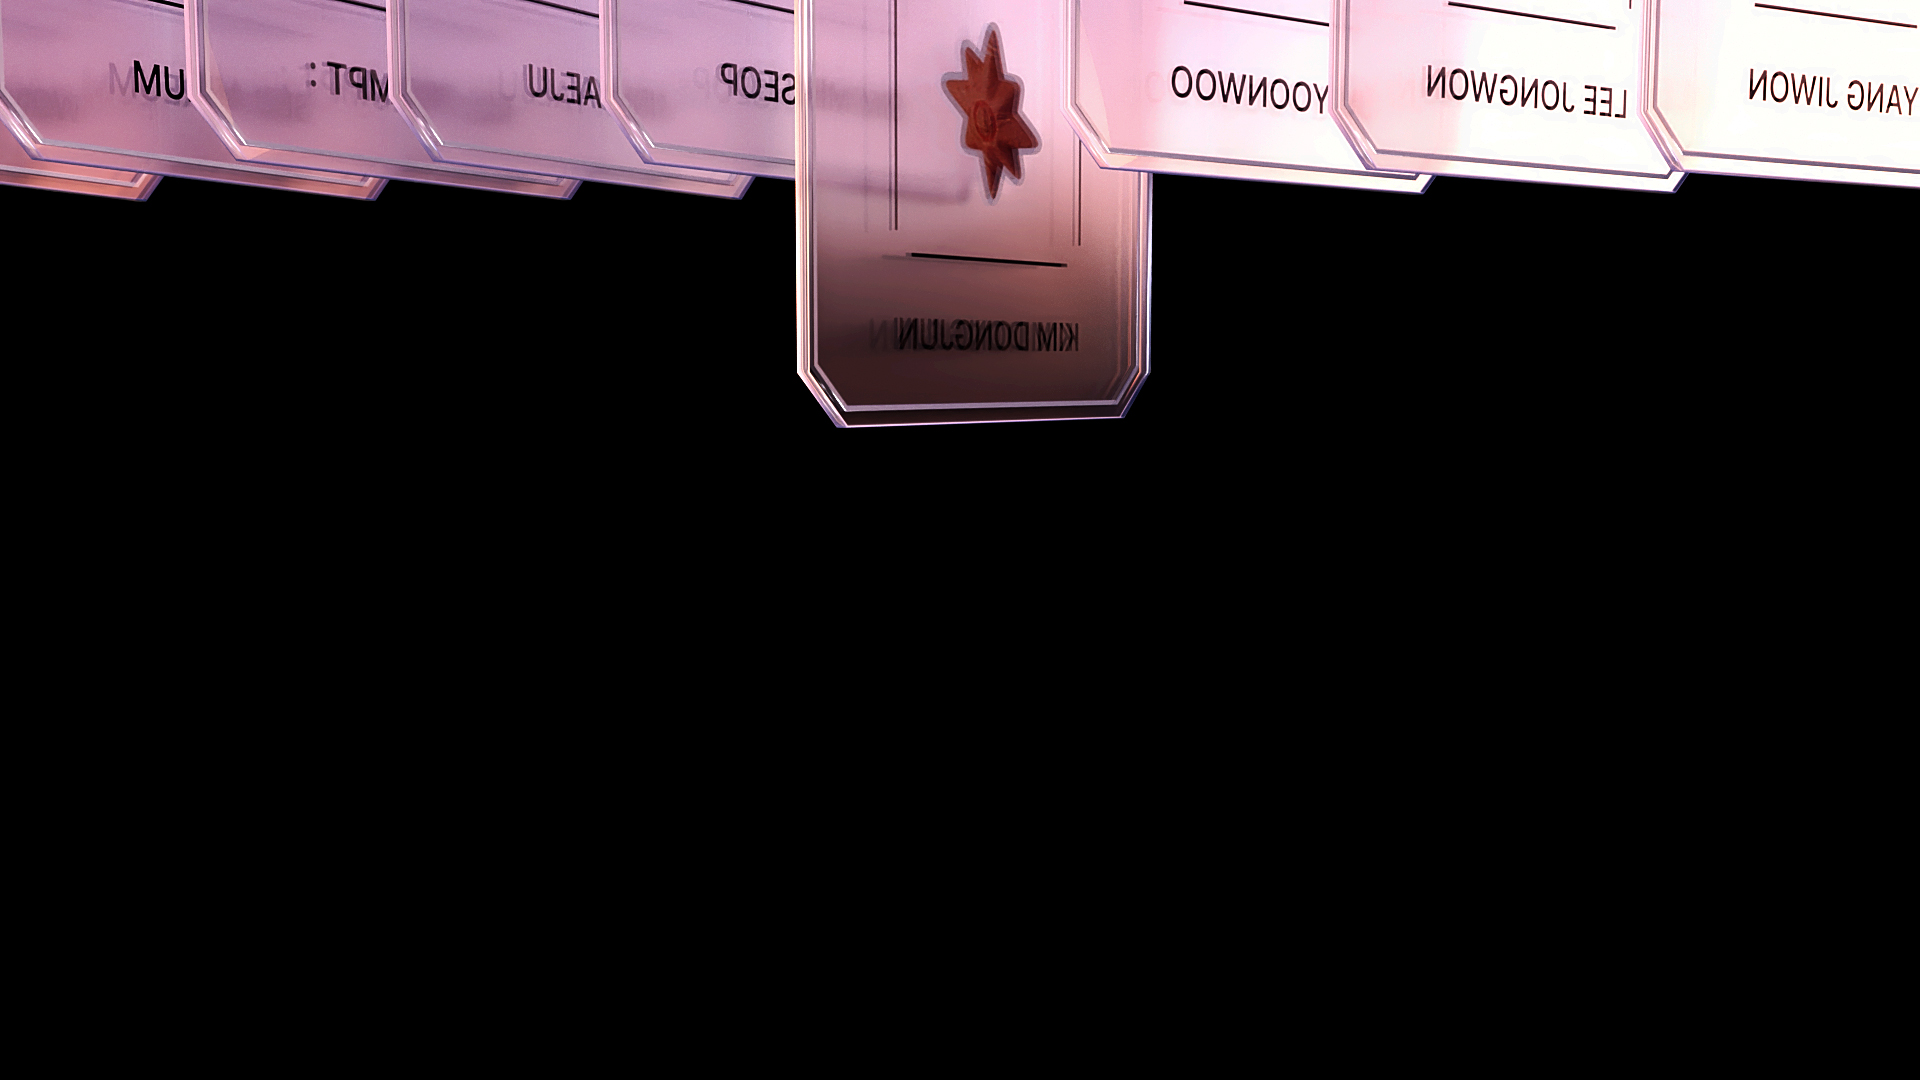 UM
MPT:
AEJU
SEOP
KIM DONGJUN
YOONWOO
LEE JONGWON
YANG JIWON